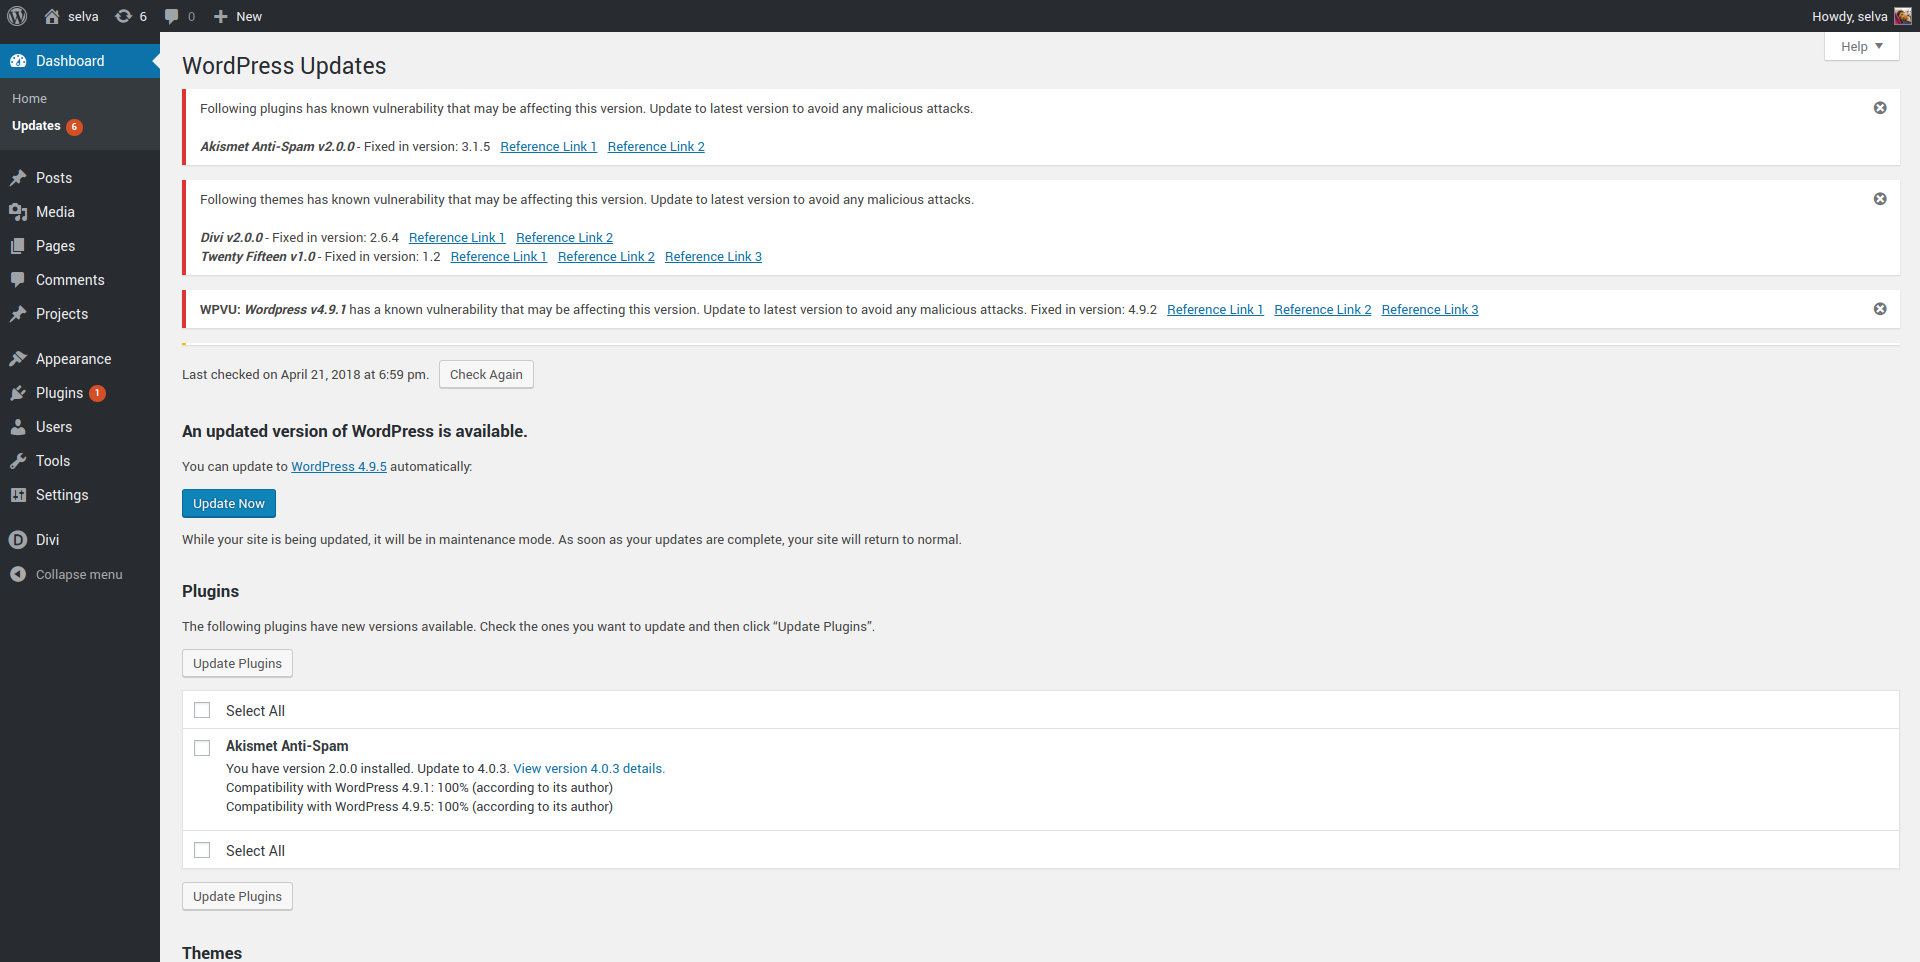 selva 6 0 New Howdy, selva
Help
Dashboard
Home
Updates 6
Posts
Media
Pages
Comments
Projects
Appearance
Plugins 1
Users
Tools
Settings
Divi
Collapse menu
WordPress Updates
Following plugins has known vulnerability that may be affecting this version. Update to latest version to avoid any malicious attacks.
Akismet Anti-Spam v2.0.0 - Fixed in version: 3.1.5 Reference Link 1 Reference Link 2
Following themes has known vulnerability that may be affecting this version. Update to latest version to avoid any malicious attacks.
Divi v2.0.0 - Fixed in version: 2.6.4 Reference Link 1 Reference Link 2
Twenty Fifteen v1.0 - Fixed in version: 1.2 Reference Link 1 Reference Link 2 Reference Link 3
WPVU: Wordpress v4.9.1 has a known vulnerability that may be affecting this version. Update to latest version to avoid any malicious attacks. Fixed in version: 4.9.2 Reference Link 1 Reference Link 2 Reference Link 3
Last checked on April 21, 2018 at 6:59 pm. Check Again
An updated version of WordPress is available.
You can update to WordPress 4.9.5 automatically:
Update Now
While your site is being updated, it will be in maintenance mode. As soon as your updates are complete, your site will return to normal.
Plugins
The following plugins have new versions available. Check the ones you want to update and then click “Update Plugins”.
Update Plugins
Select All
Akismet Anti-Spam
You have version 2.0.0 installed. Update to 4.0.3. View version 4.0.3 details.
Compatibility with WordPress 4.9.1: 100% (according to its author)
Compatibility with WordPress 4.9.5: 100% (according to its author)
Select All
Update Plugins
Themes